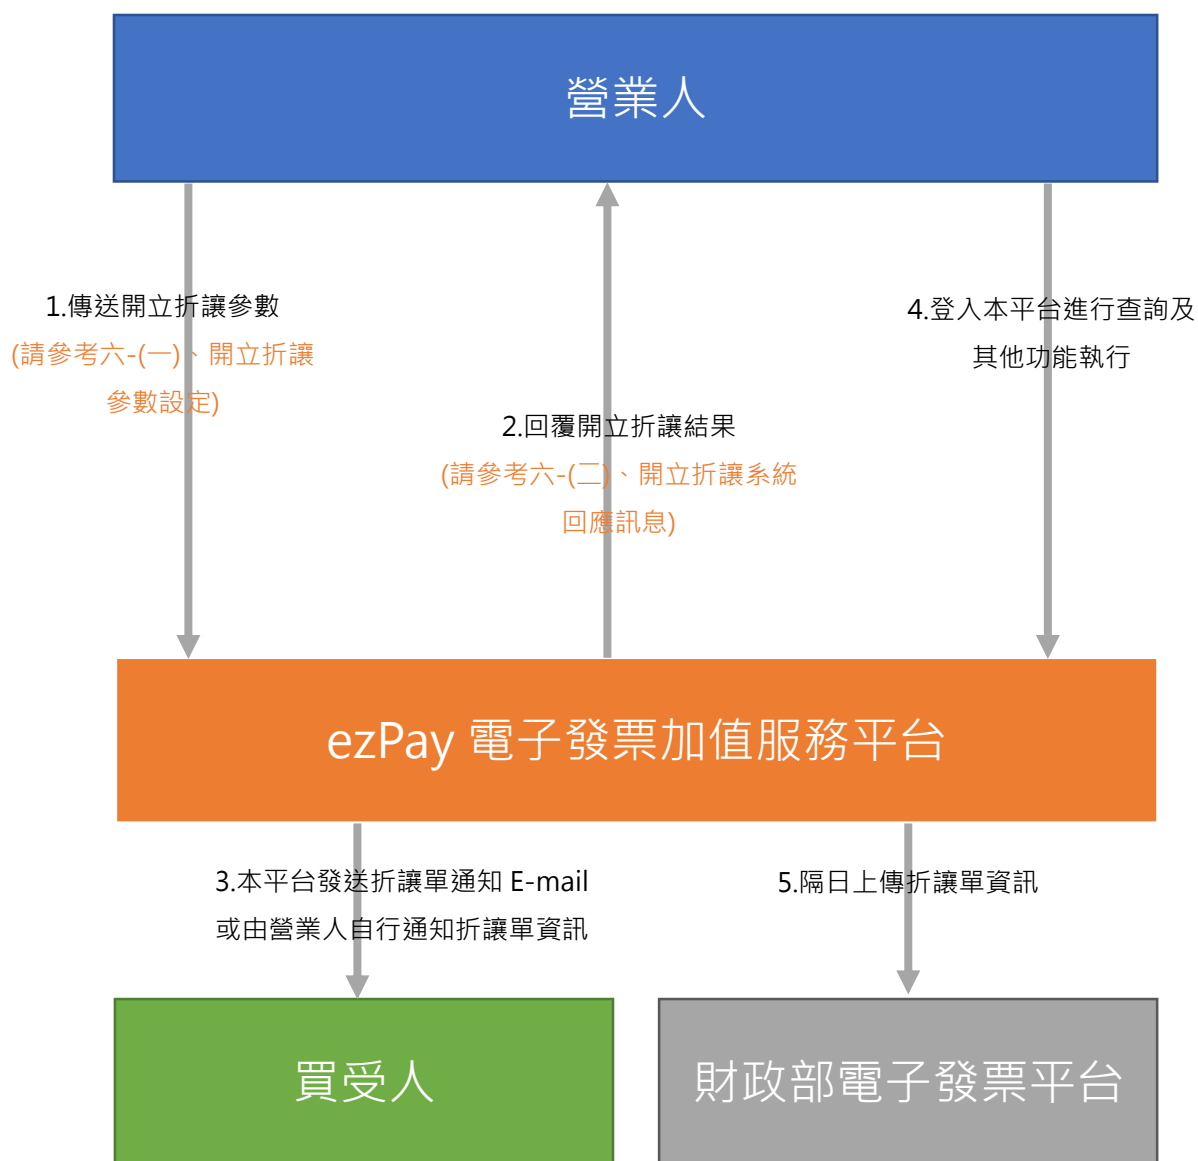 營業人
1.傳送開立折讓參數
(請參考六-(一)、開立折讓
參數設定)
2.回覆開立折讓結果
(請參考六-(二)、開立折讓系統
回應訊息)
4.登入本平台進行查詢及
其他功能執行
ezPay 電子發票加值服務平台
3.本平台發送折讓單通知 E-mail
或由營業人自行通知折讓單資訊
5.隔日上傳折讓單資訊
買受人
財政部電子發票平台